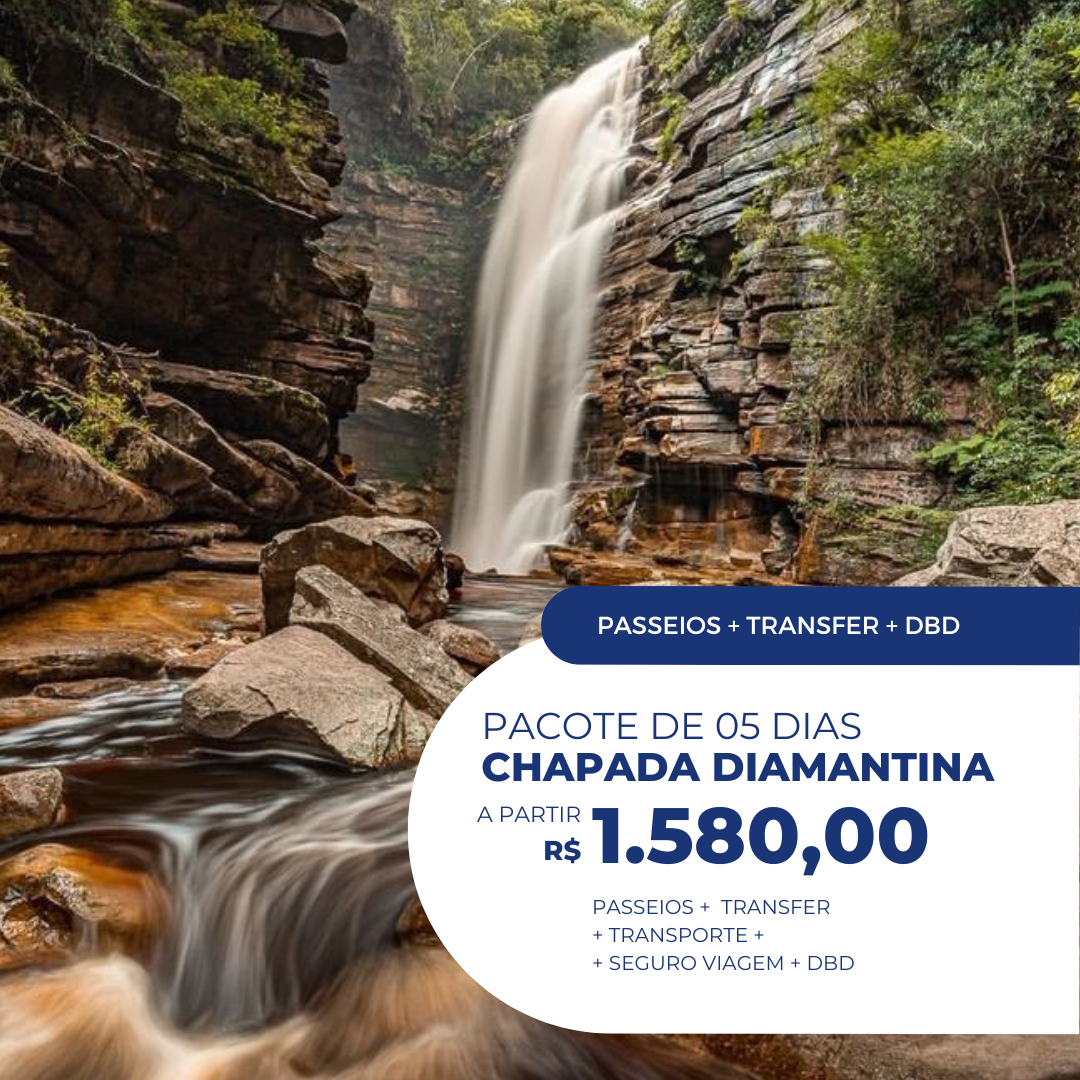 PASSEIOS + TRANSFER + DBD
PACOTE DE 05 DIAS
CHAPADA DIAMANTINA
A PARTIR
R$ 1.580,00
PASSEIOS + TRANSFER
+ TRANSPORTE +
+ SEGURO VIAGEM + DBD